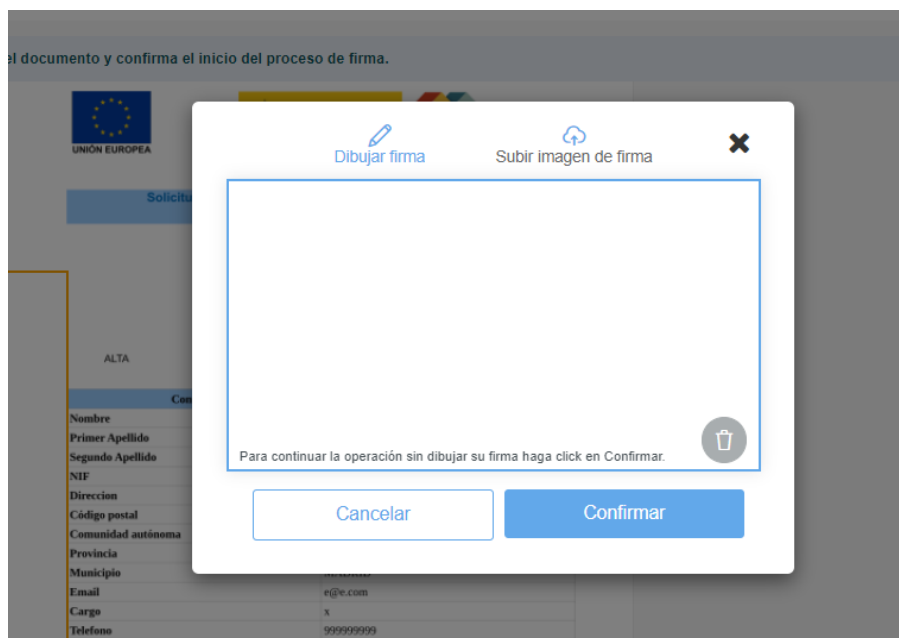 el documento y confirma el inicio del proceso de firma.
UNIÓN EUROPEA
Dibujar firma
Subir imagen de firma
ALTA
Nombre
Primer Apellido
Segundo Apellido
NIF
Direccion
Código postal
Comunidad autónoma
Provincia
Municipio
Email e@e.com
Cargo x
Telefono 999999999
Para continuar la operación sin dibujar su firma haga click en Confirmar.
Cancelar
Confirmar